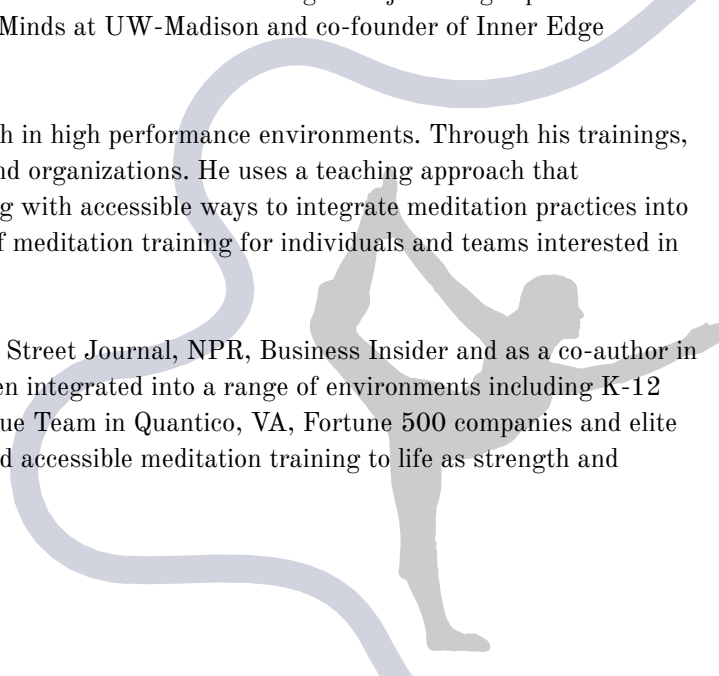 Minds at UW-Madison and co-founder of Inner Edge
h in high performance environments. Through his trainings,
nd organizations. He uses a teaching approach that
g with accessible ways to integrate meditation practices into
f meditation training for individuals and teams interested in
Street Journal, NPR, Business Insider and as a co-author in
en integrated into a range of environments including K-12
ue Team in Quantico, VA, Fortune 500 companies and elite
d accessible meditation training to life as strength and